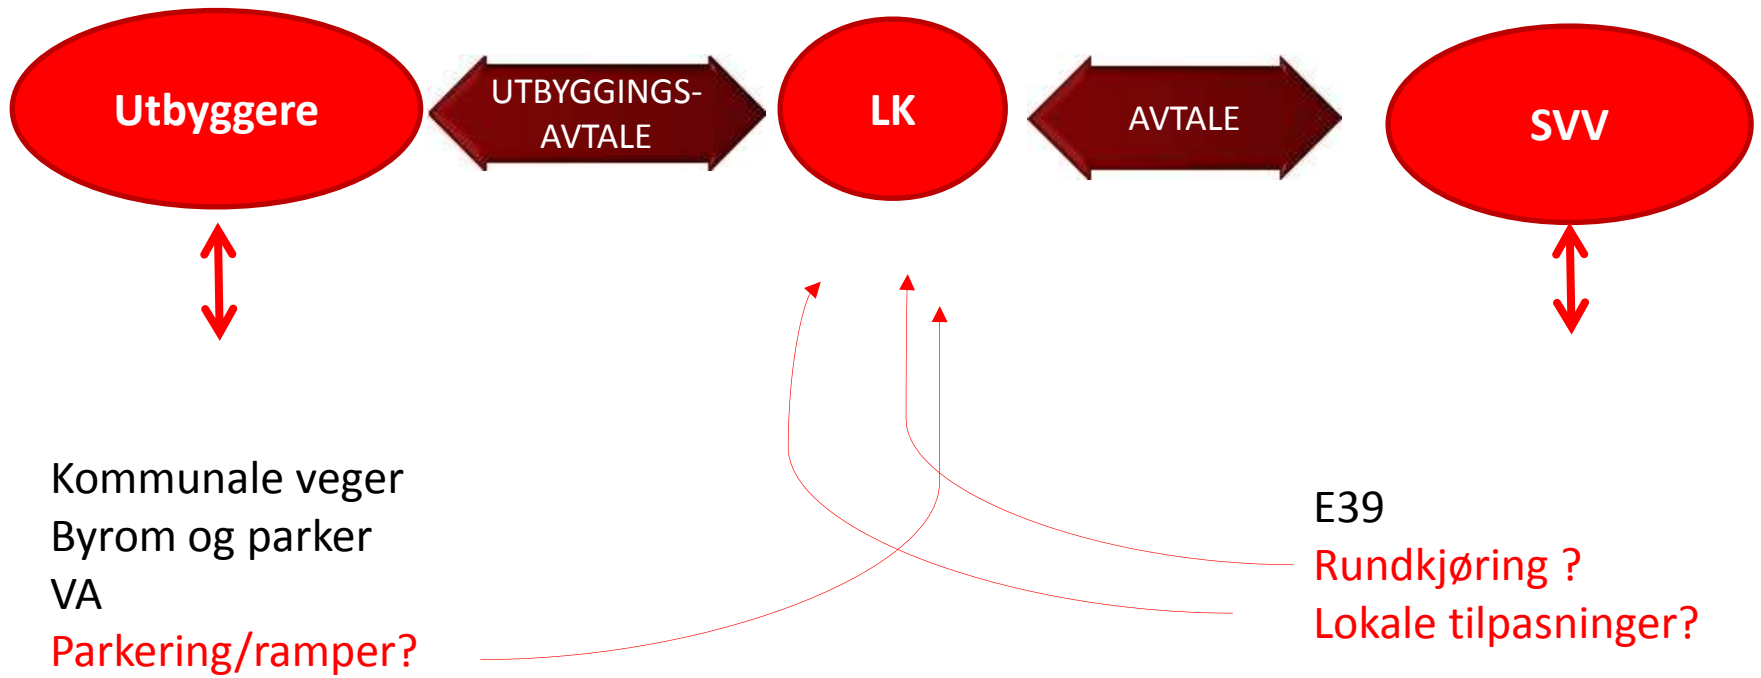 Utbyggere
UTBYGGINGS-
AVTALE
LK
AVTALE
SVV
Kommunale veger
Byrom og parker
VA
Parkering/ramper?
E39
Rundkjøring ?
Lokale tilpasninger?